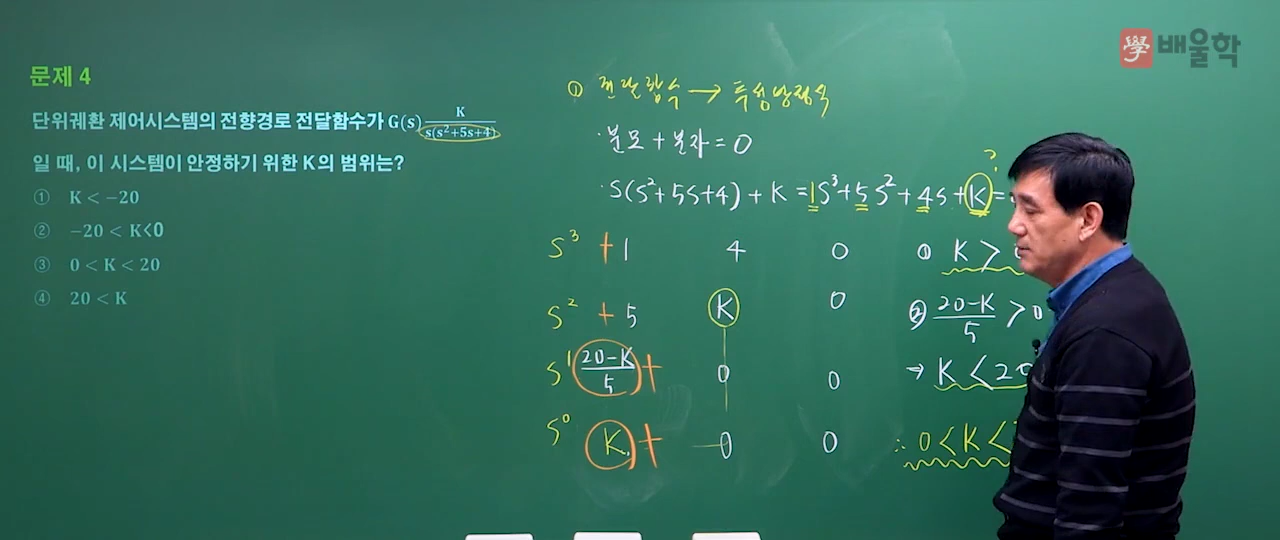 學 배울학
문제 4
단위궤환 제어시스템의 전향경로 전달함수가 G(s) K/s(s²+5s+4)
일 때, 이 시스템이 안정하기 위한 K의 범위는?
① K < −20
② −20 < K<0
③ 0 < K < 20
④ 20 < K
① 전달함수 → 특성방정식
· 분모 + 분자 = 0
?
· S(S²+5S+4) + K = 1S³+5S²+4S+K=
S³ + 1 4 0
S² + 5 K 0
S¹ 20-K/5 + 0 0
S⁰ K + 0 0
① K >
② 20-K/5 > 0
→ K < 20
∴ 0 < K <